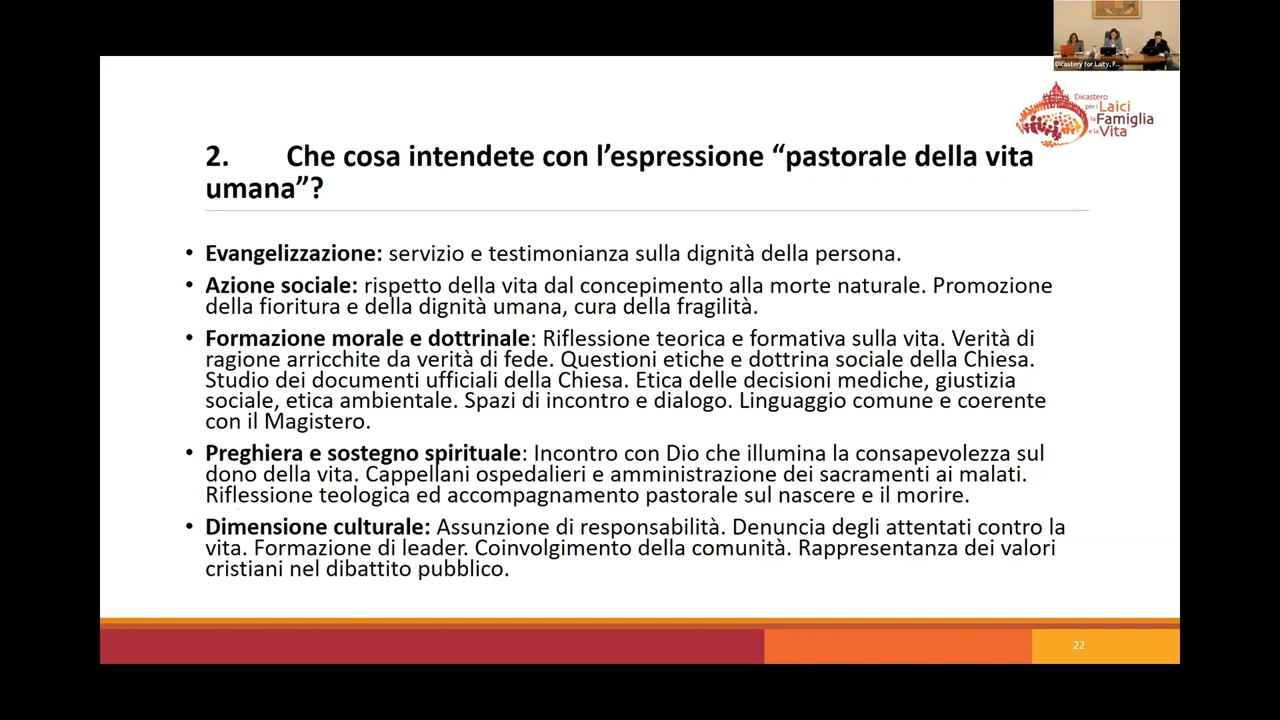 Dicastery for Laity, F...
Dicastero
per i Laici
la Famiglia
e la Vita
2. Che cosa intendete con l’espressione “pastorale della vita
umana”?
• Evangelizzazione: servizio e testimonianza sulla dignità della persona.
• Azione sociale: rispetto della vita dal concepimento alla morte naturale. Promozione
della fioritura e della dignità umana, cura della fragilità.
• Formazione morale e dottrinale: Riflessione teorica e formativa sulla vita. Verità di
ragione arricchite da verità di fede. Questioni etiche e dottrina sociale della Chiesa.
Studio dei documenti ufficiali della Chiesa. Etica delle decisioni mediche, giustizia
sociale, etica ambientale. Spazi di incontro e dialogo. Linguaggio comune e coerente
con il Magistero.
• Preghiera e sostegno spirituale: Incontro con Dio che illumina la consapevolezza sul
dono della vita. Cappellani ospedalieri e amministrazione dei sacramenti ai malati.
Riflessione teologica ed accompagnamento pastorale sul nascere e il morire.
• Dimensione culturale: Assunzione di responsabilità. Denuncia degli attentati contro la
vita. Formazione di leader. Coinvolgimento della comunità. Rappresentanza dei valori
cristiani nel dibattito pubblico.
22